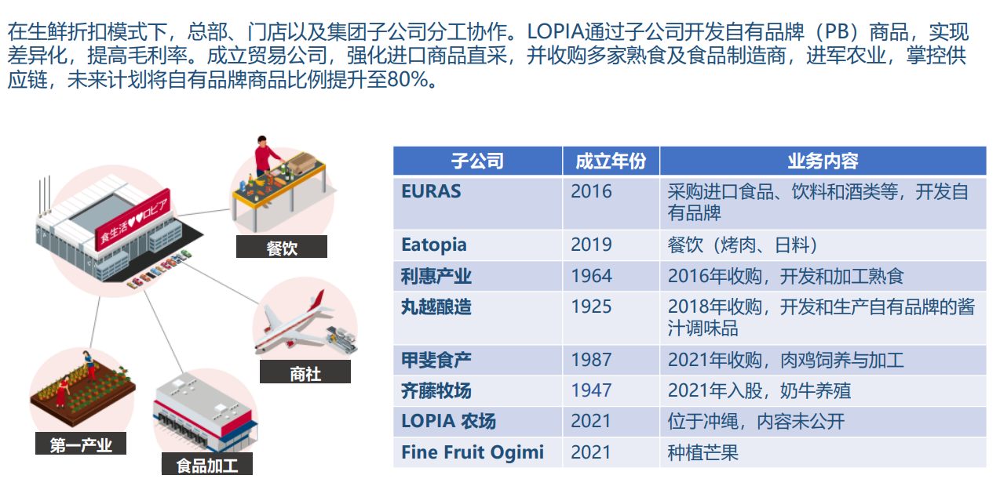 在生鲜折扣模式下，总部、门店以及集团子公司分工协作。LOPIA通过子公司开发自有品牌（PB）商品，实现
差异化，提高毛利率。成立贸易公司，强化进口商品直采，并收购多家熟食及食品制造商，进军农业，掌控供
应链，未来计划将自有品牌商品比例提升至80%。
食生活♥♥ロピア
餐饮
商社
第一产业
食品加工
子公司 成立年份 业务内容
EURAS 2016 采购进口食品、饮料和酒类等，开发自
有品牌
Eatopia 2019 餐饮（烤肉、日料）
利惠产业 1964 2016年收购，开发和加工熟食
丸越酿造 1925 2018年收购，开发和生产自有品牌的酱
汁调味品
甲斐食产 1987 2021年收购，肉鸡饲养与加工
齐藤牧场 1947 2021年入股，奶牛养殖
LOPIA 农场 2021 位于冲绳，内容未公开
Fine Fruit Ogimi 2021 种植芒果